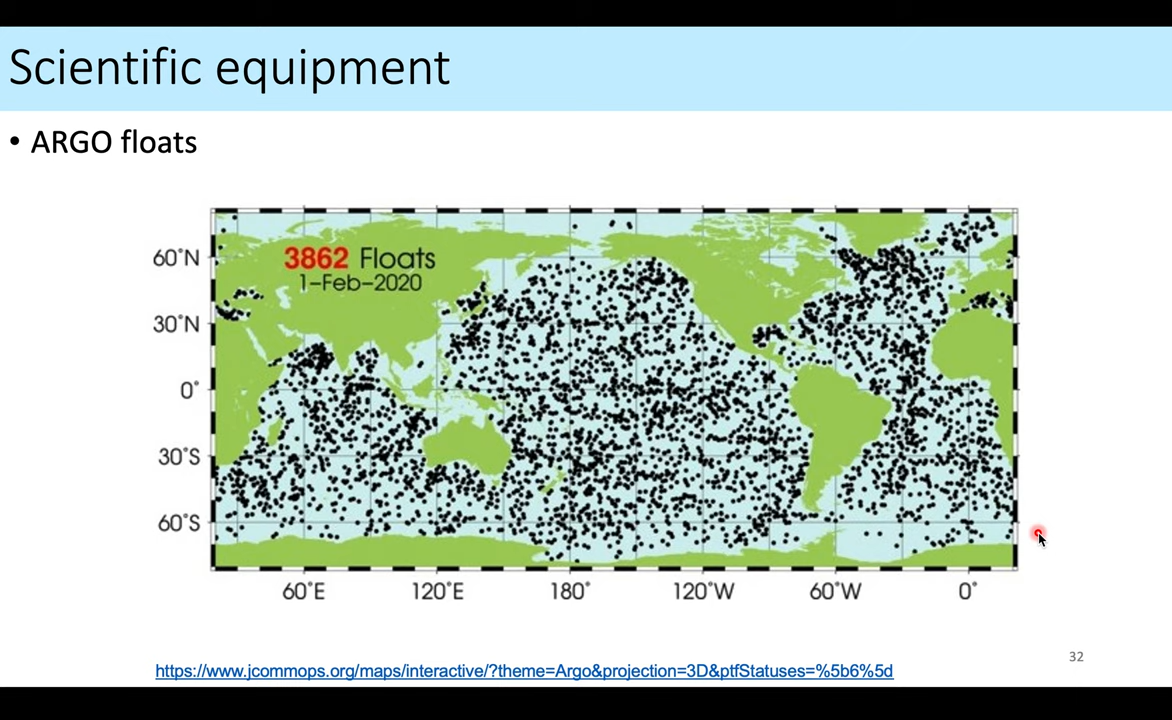 Scientific equipment
• ARGO floats
3862 Floats
1-Feb-2020
60°N
30°N
0°
30°S
60°S
60°E 120°E 180° 120°W 60°W 0°
32
https://www.jcommops.org/maps/interactive/?theme=Argo&projection=3D&ptfStatuses=%5b6%5d